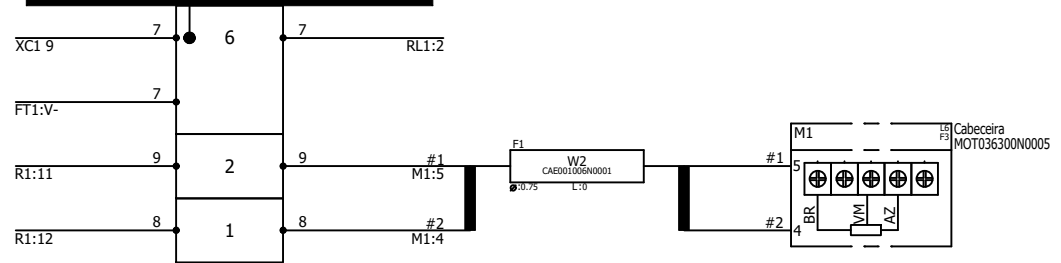 7 6 7
XC1 9 RL1:2
7
FT1:V-
9 2 9 #1
R1:11 M1:5
8 1 8 #2
R1:12 M1:4
F1
W2
CAE001006N0001
ø:0.75 L:0
#1
#2
M1
L6
F3
Cabeceira
MOT036300N0005
5
4
BR VM AZ